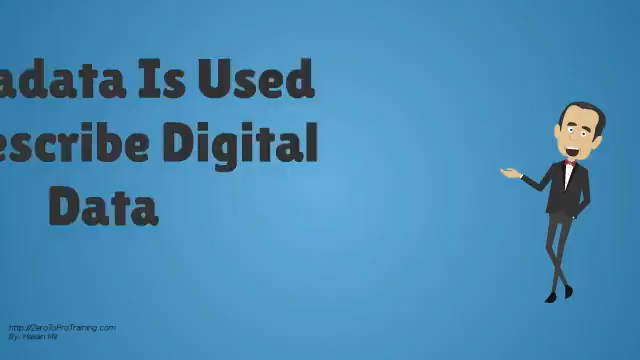 adata Is Used
escribe Digital
Data
http://ZeroToProTraining.com